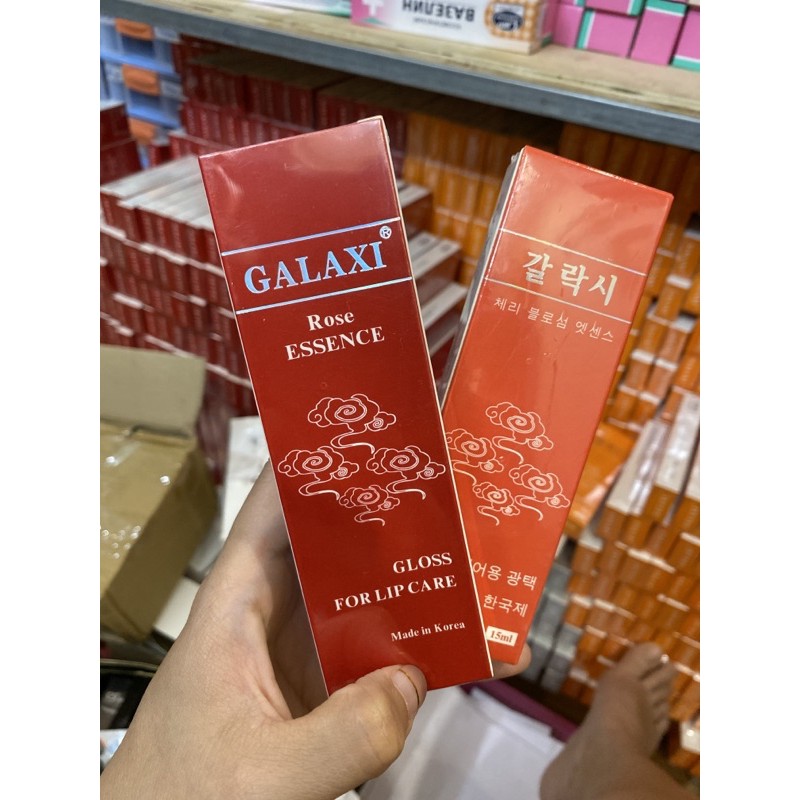 ВАЗЕЛИН
GALAXI®
Rose
ESSENCE
GLOSS
FOR LIP CARE
Made in Korea
갈락시
체리 블로섬 엣센스
어용 광택
한국제
15ml